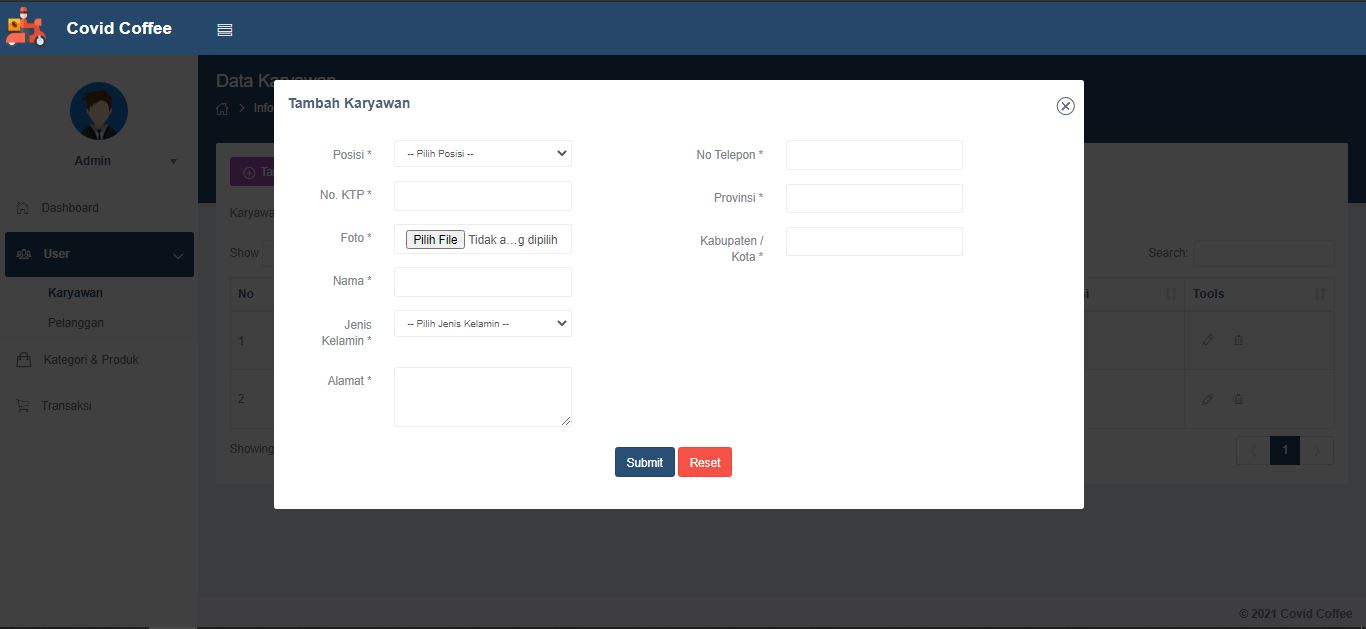 Covid Coffee
Admin
Dashboard
User
Karyawan
Pelanggan
Kategori & Produk
Transaksi
Data Karyawan
Info
Show
Search:
No
Tools
1
2
Showing
1
Tambah Karyawan
Posisi *
-- Pilih Posisi --
No. KTP *
Foto *
Pilih File Tidak a...g dipilih
Nama *
Jenis
Kelamin *
-- Pilih Jenis Kelamin --
Alamat *
No Telepon *
Provinsi *
Kabupaten /
Kota *
Submit
Reset
© 2021 Covid Coffee